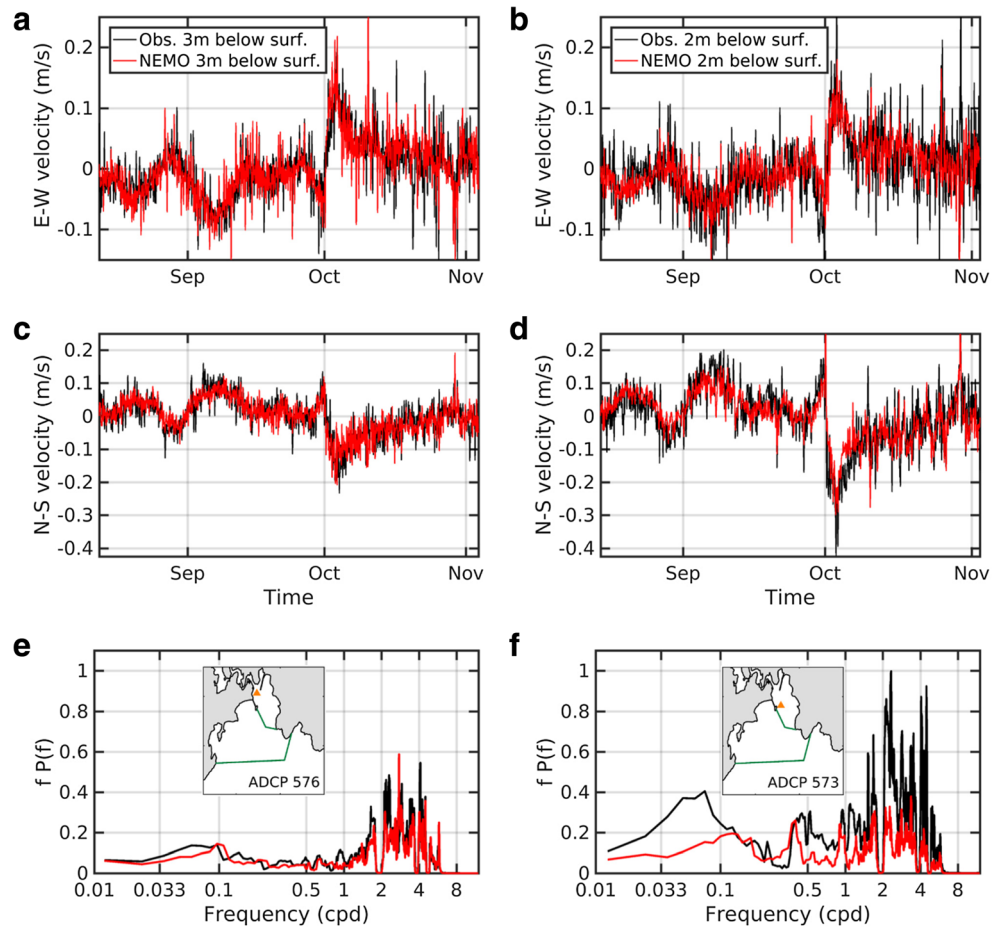 a
b
0.2
0.1
0
-0.1
E-W velocity (m/s)
Obs. 3m below surf.
NEMO 3m below surf.
Sep
Oct
Nov
0.2
0.1
0
-0.1
E-W velocity (m/s)
Obs. 2m below surf.
NEMO 2m below surf.
Sep
Oct
Nov
c
d
0.2
0.1
0
-0.1
-0.2
-0.3
-0.4
N-S velocity (m/s)
Sep
Oct
Nov
Time
0.2
0.1
0
-0.1
-0.2
-0.3
-0.4
N-S velocity (m/s)
Sep
Oct
Nov
Time
e
f
1
0.8
0.6
0.4
0.2
0
f P(f)
ADCP 576
0.01
0.033
0.1
0.5
1
2
4
8
Frequency (cpd)
1
0.8
0.6
0.4
0.2
0
f P(f)
ADCP 573
0.01
0.033
0.1
0.5
1
2
4
8
Frequency (cpd)